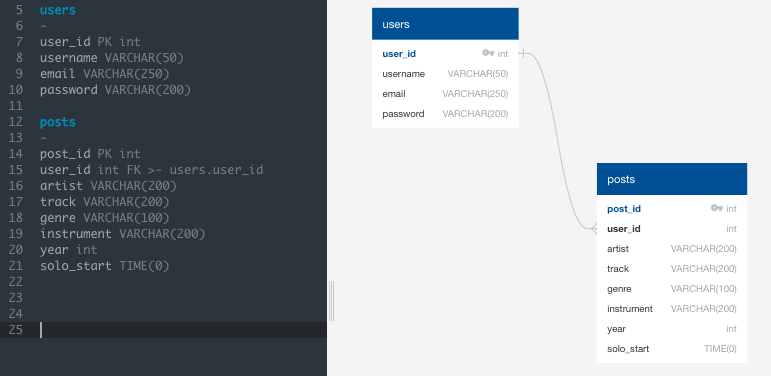 5 users
6 -
7 user_id PK int
8 username VARCHAR(50)
9 email VARCHAR(250)
10 password VARCHAR(200)
11
12 posts
13 -
14 post_id PK int
15 user_id int FK >- users.user_id
16 artist VARCHAR(200)
17 track VARCHAR(200)
18 genre VARCHAR(100)
19 instrument VARCHAR(200)
20 year int
21 solo_start TIME(0)
22
23
24
25
users
user_id int
username VARCHAR(50)
email VARCHAR(250)
password VARCHAR(200)
posts
post_id int
user_id int
artist VARCHAR(200)
track VARCHAR(200)
genre VARCHAR(100)
instrument VARCHAR(200)
year int
solo_start TIME(0)